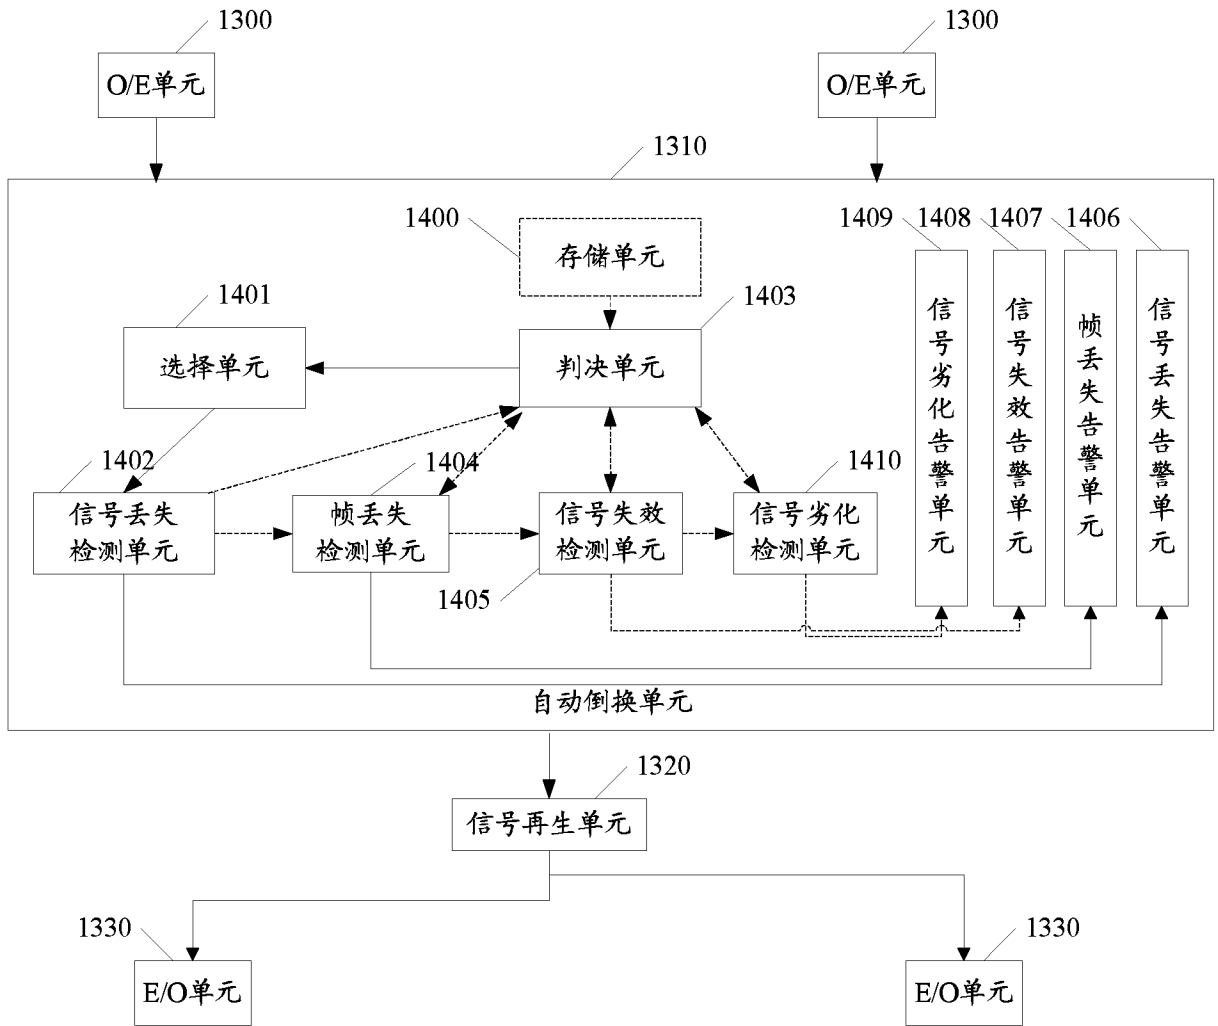 1300
1300
O/E单元
O/E单元
1310
1400
1409
1408
1407
1406
存储单元
1401
1403
选择单元
判决单元
信号劣化告警单元
信号失效告警单元
帧丢失告警单元
信号丢失告警单元
1402
1404
1410
信号丢失
检测单元
帧丢失
检测单元
信号失效
检测单元
信号劣化
检测单元
1405
自动倒换单元
1320
信号再生单元
1330
1330
E/O单元
E/O单元